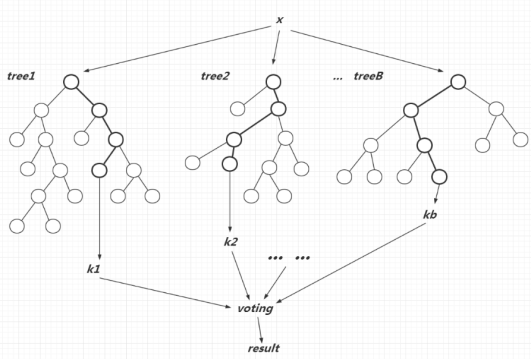 x
tree1
tree2
... treeB
kb
k2
... ...
k1
voting
result